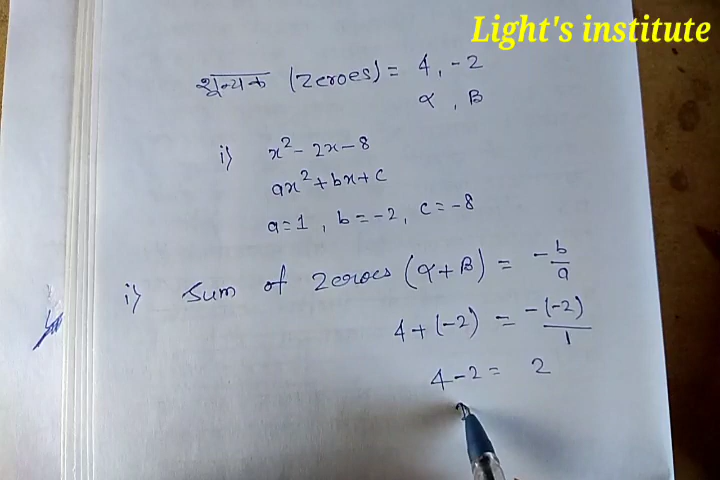 Light's institute
शून्यक (Zeroes) = 4, -2
α, β
i) x² - 2x - 8
ax² + bx + c
a = 1, b = -2, c = -8
i) Sum of Zeroes (α + β) = -b/a
4 + (-2) = -(-2)/1
4 - 2 = 2